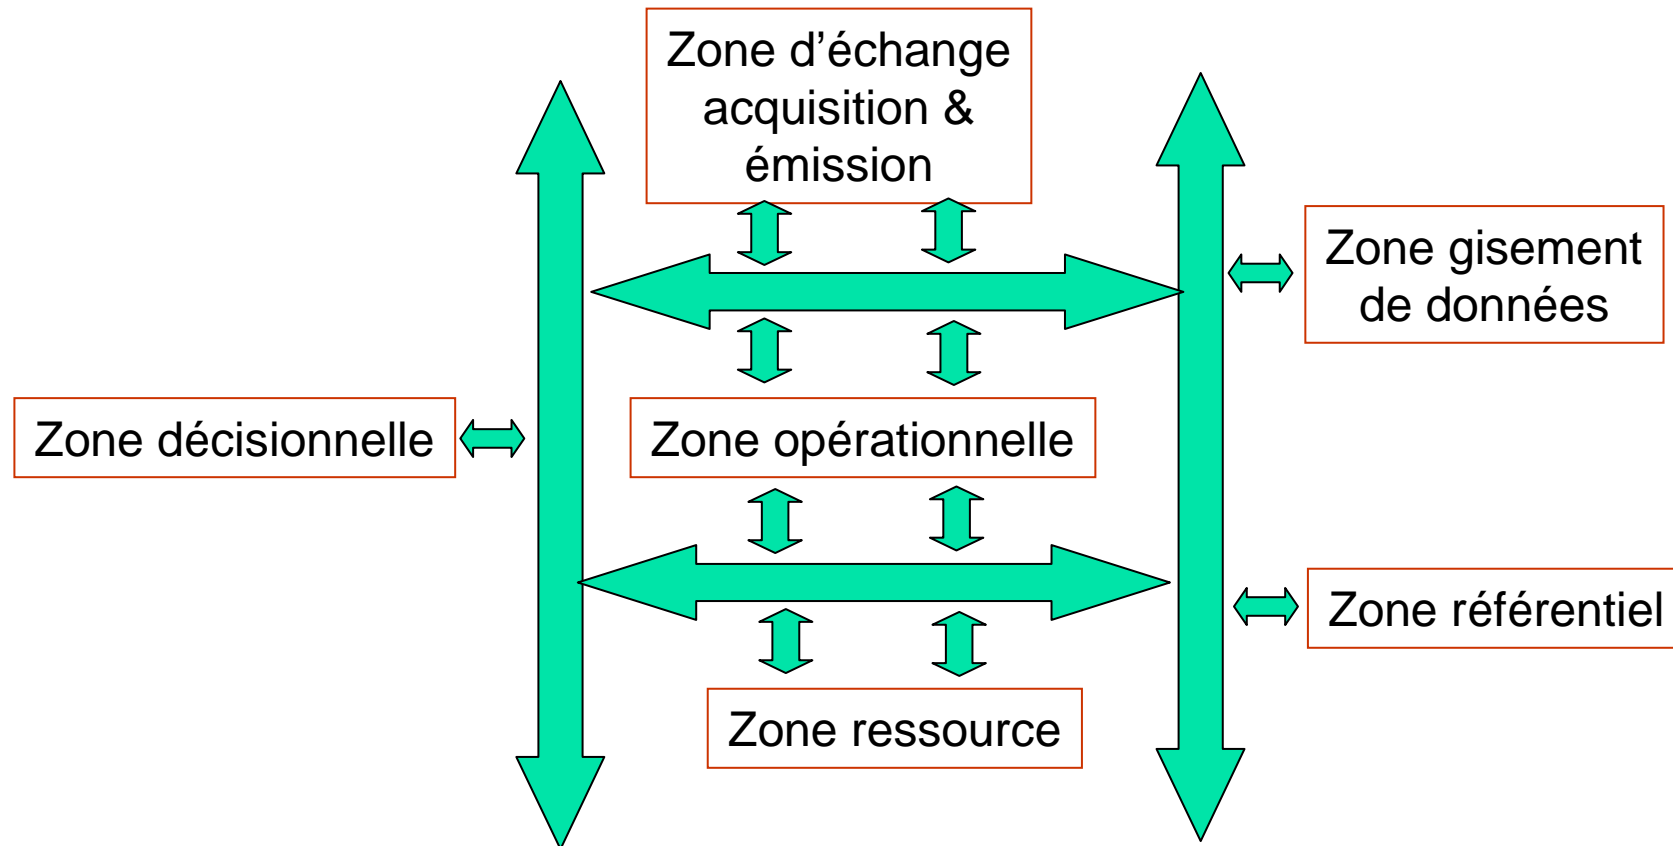 Zone d’échange
acquisition &
émission
Zone gisement
de données
Zone décisionnelle
Zone opérationnelle
Zone référentiel
Zone ressource